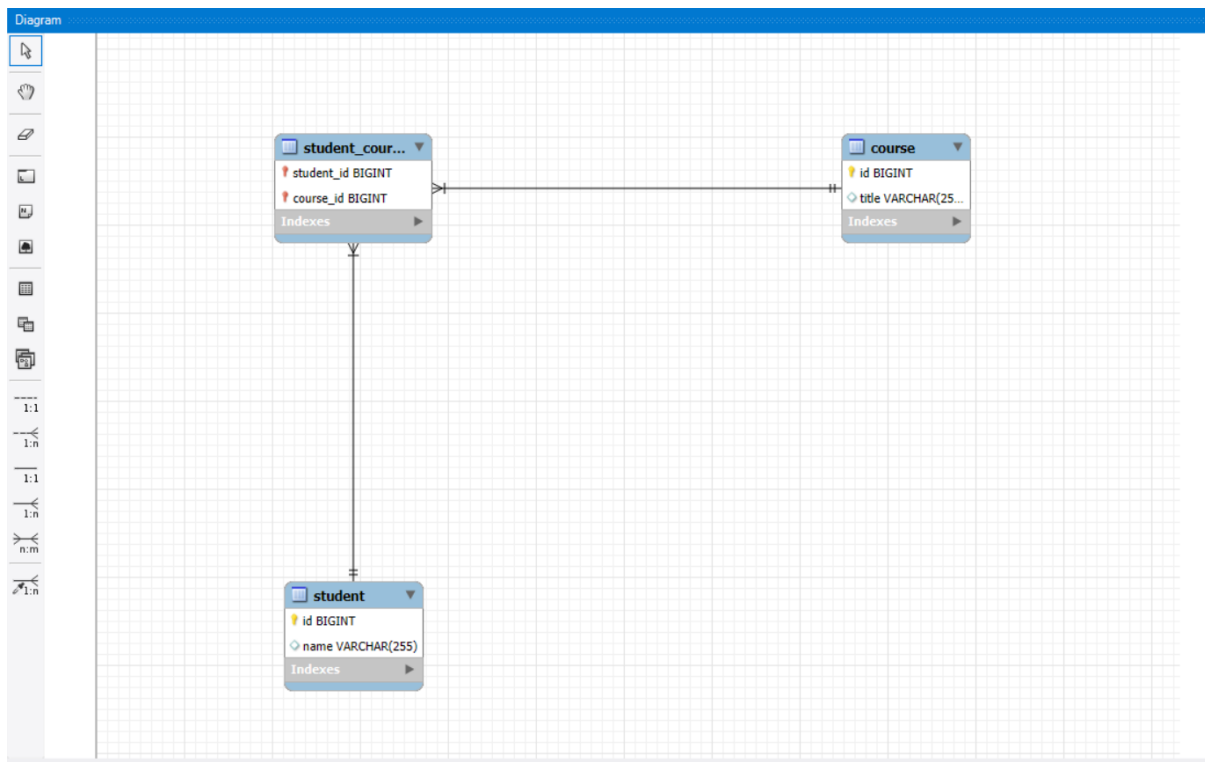 Diagram
student_cour...
student_id BIGINT
course_id BIGINT
Indexes
course
id BIGINT
title VARCHAR(25...
Indexes
1:1
1:n
1:1
1:n
n:m
1:n
student
id BIGINT
name VARCHAR(255)
Indexes